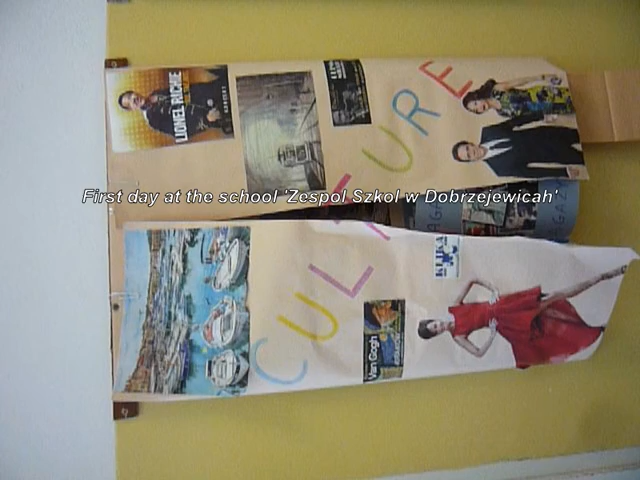 LIONEL RICHIE
First day at the school 'Zespol Szkol w Dobrzejewicah'
CULTURE
Van Gogh